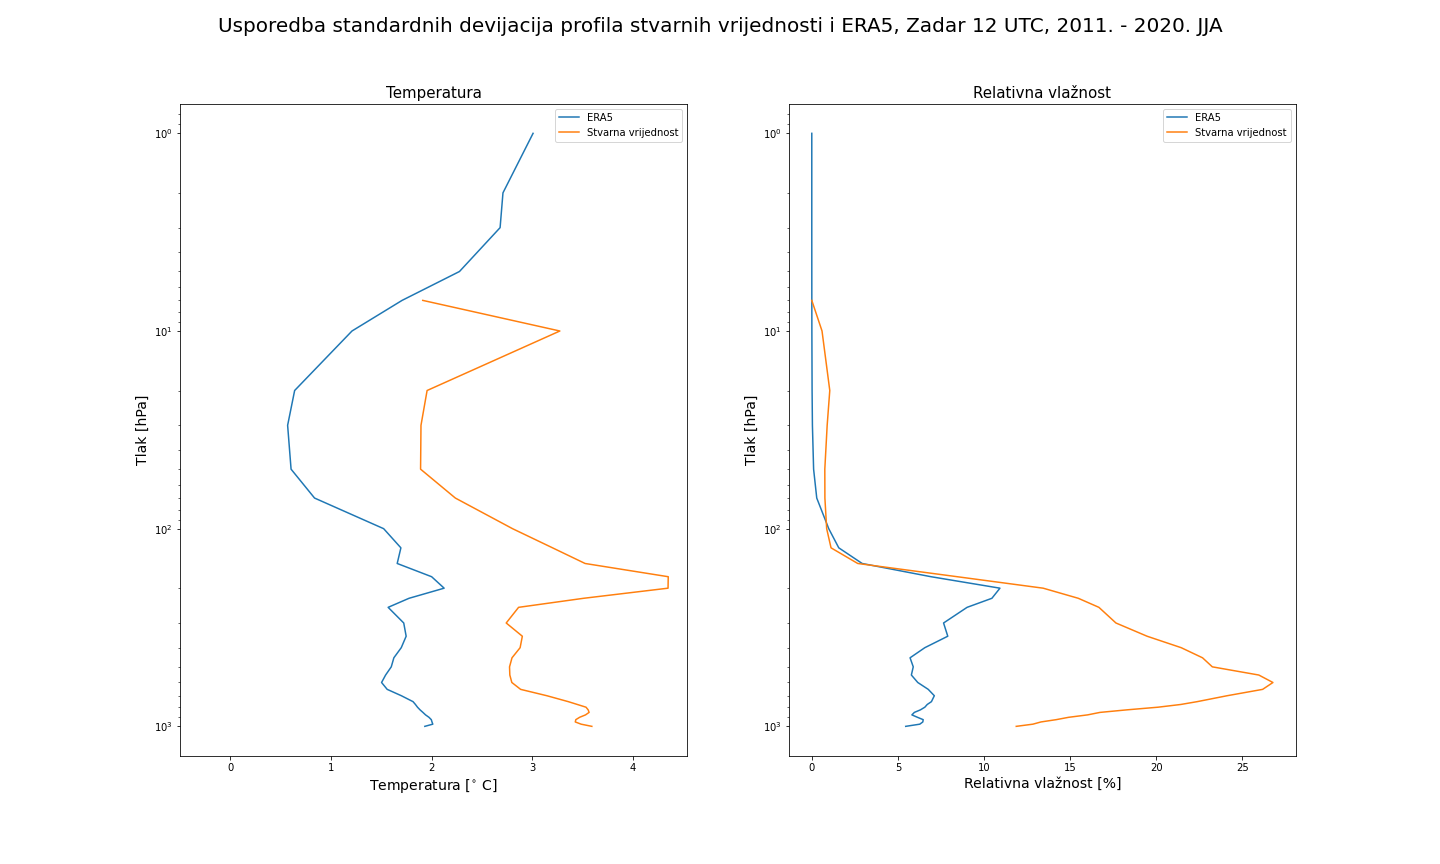 Usporedba standardnih devijacija profila stvarnih vrijednosti i ERA5, Zadar 12 UTC, 2011. - 2020. JJA
Temperatura
ERA5
Stvarna vrijednost
10⁰
10¹
10²
10³
Tlak [hPa]
0 1 2 3 4
Temperatura [° C]
Relativna vlažnost
ERA5
Stvarna vrijednost
10⁰
10¹
10²
10³
Tlak [hPa]
0 5 10 15 20 25
Relativna vlažnost [%]